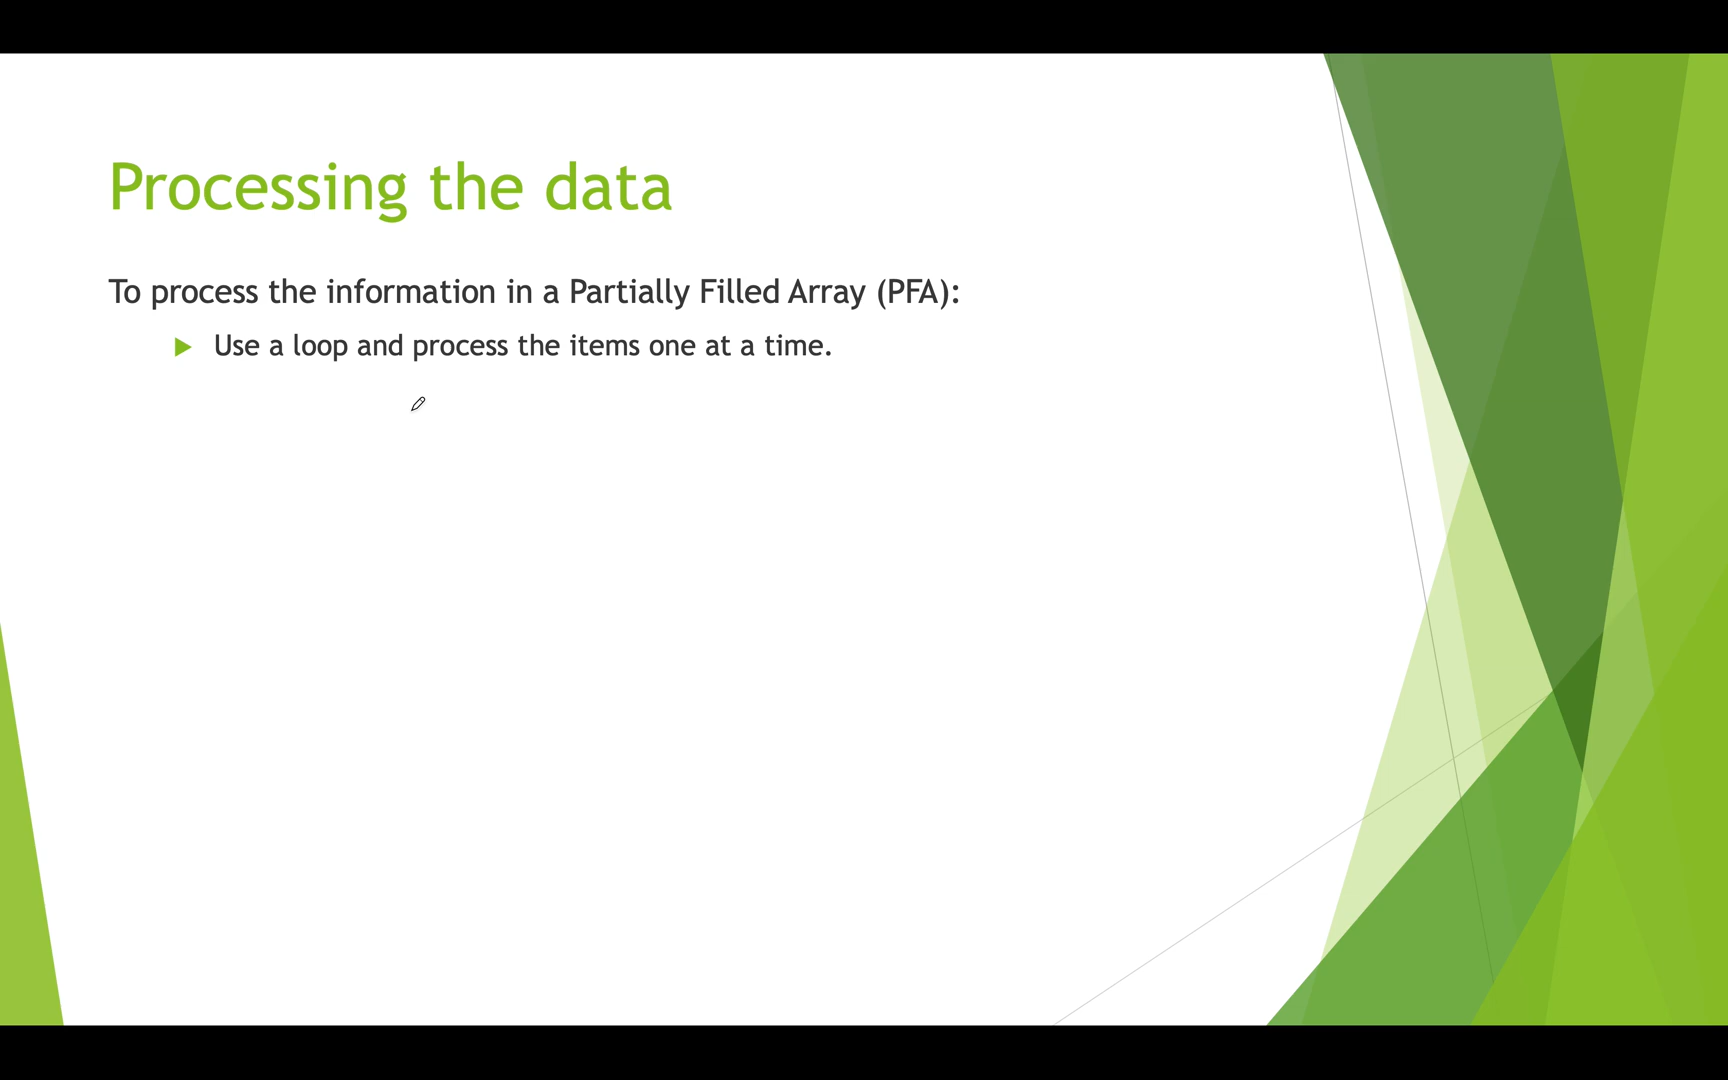 Processing the data
To process the information in a Partially Filled Array (PFA):
Use a loop and process the items one at a time.